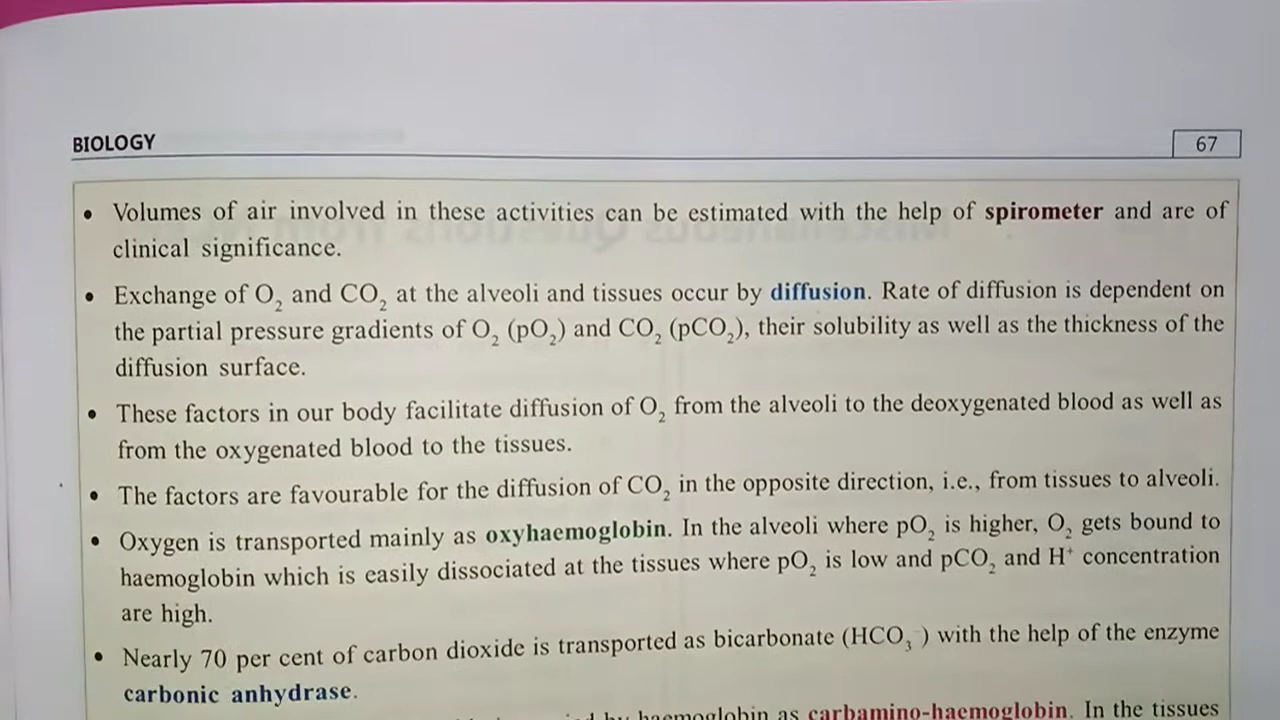 BIOLOGY
67
• Volumes of air involved in these activities can be estimated with the help of spirometer and are of
clinical significance.
• Exchange of O₂ and CO₂ at the alveoli and tissues occur by diffusion. Rate of diffusion is dependent on
the partial pressure gradients of O₂ (pO₂) and CO₂ (pCO₂), their solubility as well as the thickness of the
diffusion surface.
• These factors in our body facilitate diffusion of O₂ from the alveoli to the deoxygenated blood as well as
from the oxygenated blood to the tissues.
• The factors are favourable for the diffusion of CO₂ in the opposite direction, i.e., from tissues to alveoli.
• Oxygen is transported mainly as oxyhaemoglobin. In the alveoli where pO₂ is higher, O₂ gets bound to
haemoglobin which is easily dissociated at the tissues where pO₂ is low and pCO₂ and H⁺ concentration
are high.
• Nearly 70 per cent of carbon dioxide is transported as bicarbonate (HCO₃⁻) with the help of the enzyme
carbonic anhydrase.
by haemoglobin as carbamino-haemoglobin. In the tissues